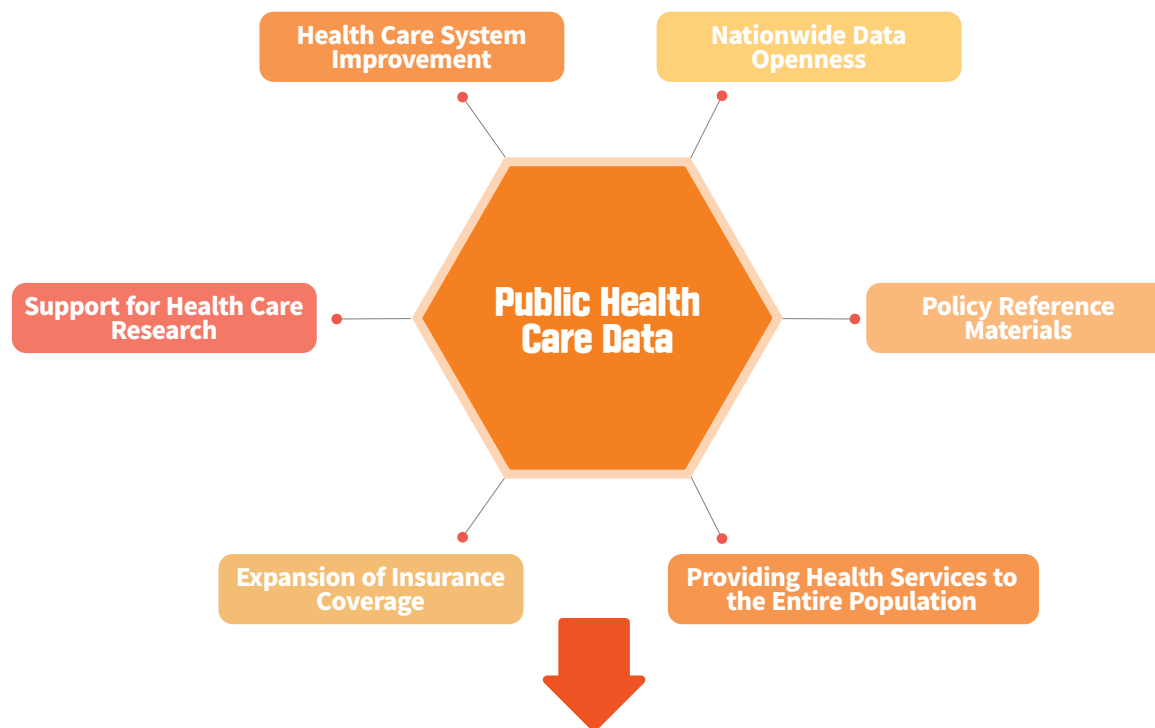 Health Care System
Improvement
Nationwide Data
Openness
Support for Health Care
Research
Public Health
Care Data
Policy Reference
Materials
Expansion of Insurance
Coverage
Providing Health Services to
the Entire Population